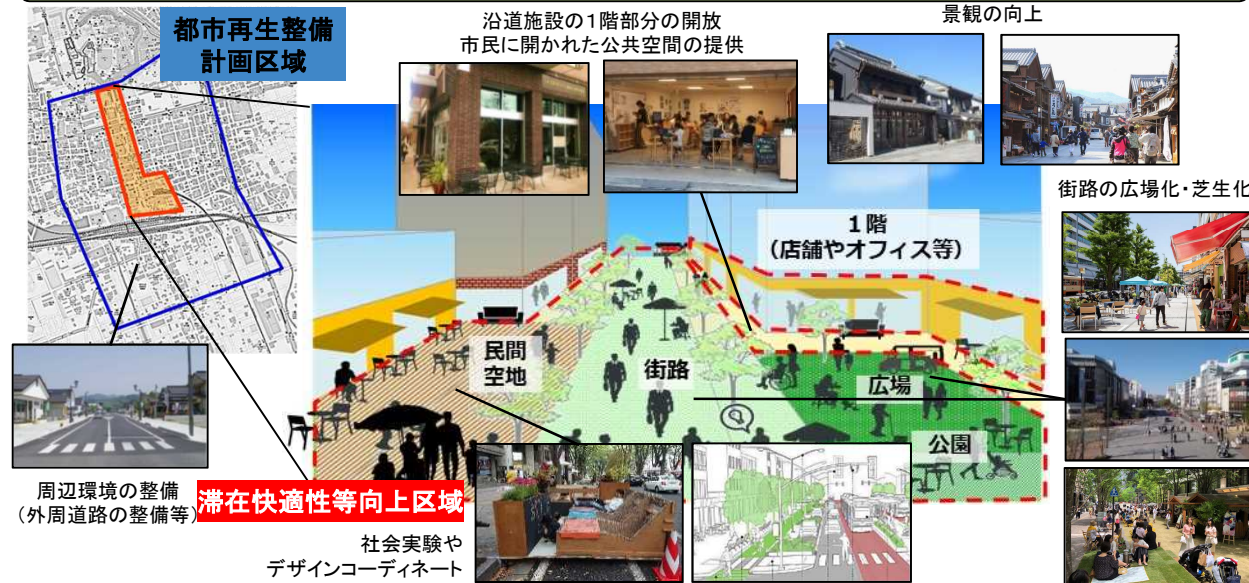 都市再生整備
計画区域
沿道施設の1階部分の開放
市民に開かれた公共空間の提供
景観の向上
街路の広場化・芝生化
1階
(店舗やオフィス等)
民間
空地
街路
広場
公園
周辺環境の整備
(外周道路の整備等)
滞在快適性等向上区域
社会実験や
デザインコーディネート